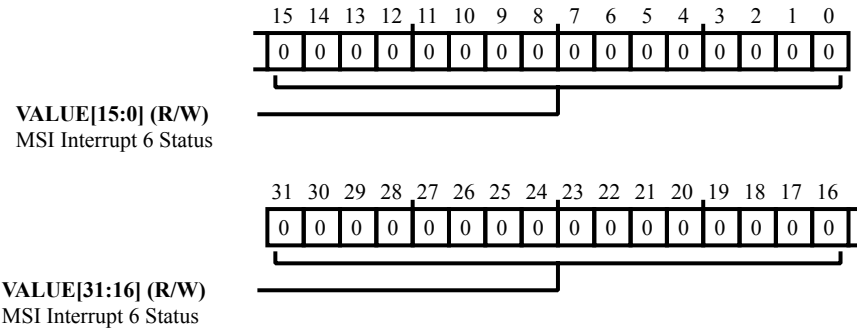 15 14 13 12 11 10 9 8 7 6 5 4 3 2 1 0
0 0 0 0 0 0 0 0 0 0 0 0 0 0 0 0
VALUE[15:0] (R/W)
MSI Interrupt 6 Status
31 30 29 28 27 26 25 24 23 22 21 20 19 18 17 16
0 0 0 0 0 0 0 0 0 0 0 0 0 0 0 0
VALUE[31:16] (R/W)
MSI Interrupt 6 Status